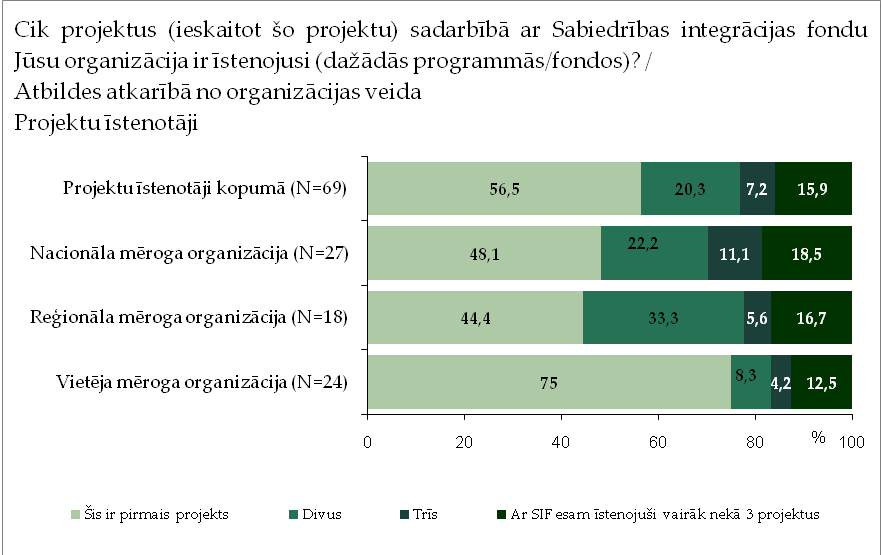 Cik projektus (ieskaitot šo projektu) sadarbībā ar Sabiedrības integrācijas fondu
Jūsu organizācija ir īstenojusi (dažādās programmās/fondos)? /
Atbildes atkarībā no organizācijas veida
Projektu īstenotāji
Projektu īstenotāji kopumā (N=69) 56,5 20,3 7,2 15,9
Nacionāla mēroga organizācija (N=27) 48,1 22,2 11,1 18,5
Reģionāla mēroga organizācija (N=18) 44,4 33,3 5,6 16,7
Vietēja mēroga organizācija (N=24) 75 8,3 4,2 12,5
0 20 40 60 80 % 100
Šis ir pirmais projekts Divus Trīs Ar SIF esam īstenojuši vairāk nekā 3 projektus